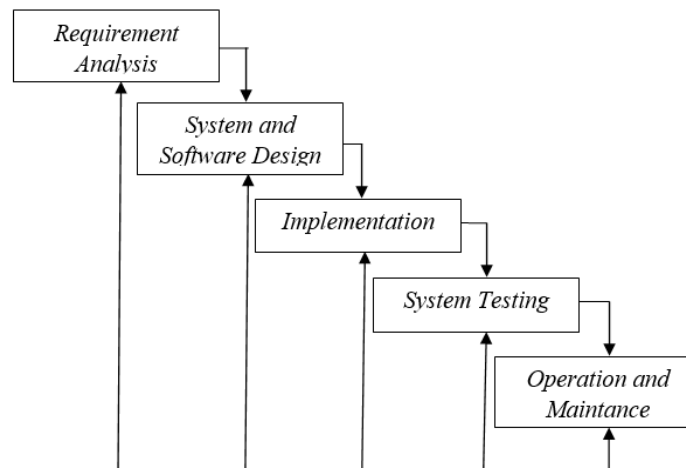 Requirement
Analysis
System and
Software Design
Implementation
System Testing
Operation and
Maintance